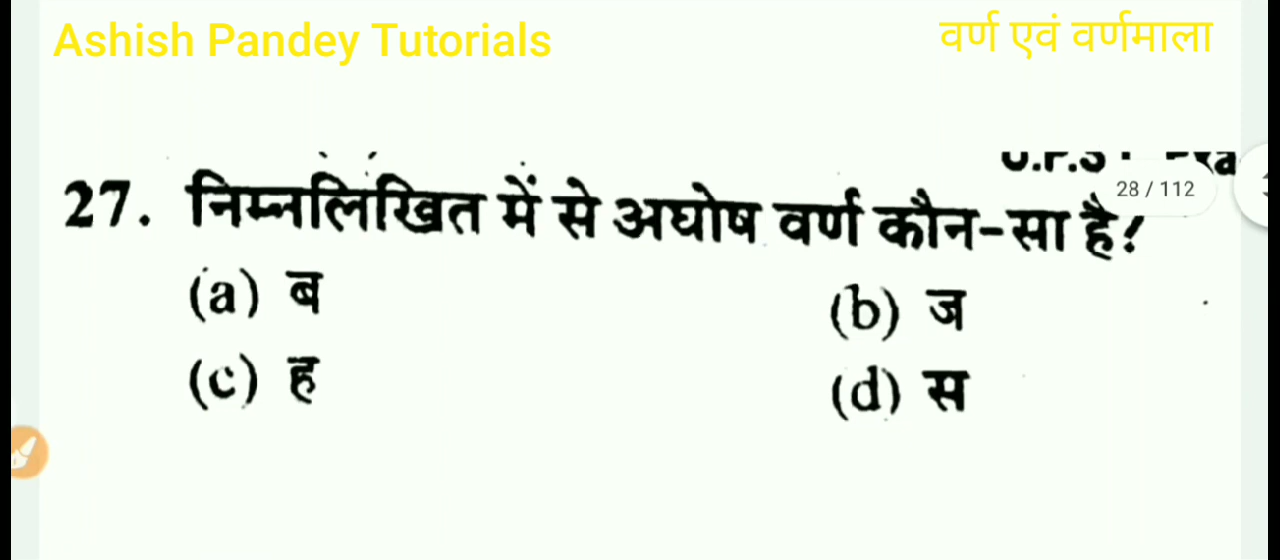 Ashish Pandey Tutorials
वर्ण एवं वर्णमाला
28 / 112
27. निम्नलिखित में से अघोष वर्ण कौन-सा है?
(a) ब (b) ज
(c) ह (d) स